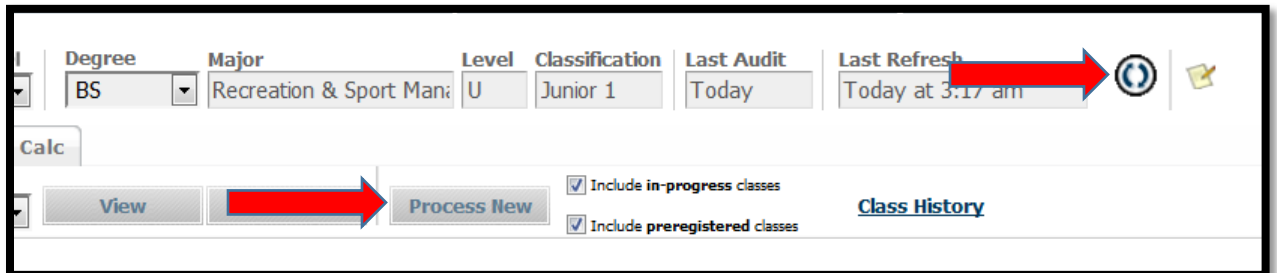 Degree Major Level Classification Last Audit Last Refresh
BS Recreation & Sport Mana U Junior 1 Today Today at 3:17 am
Calc
View Process New Include in-progress classes Class History
Include preregistered classes